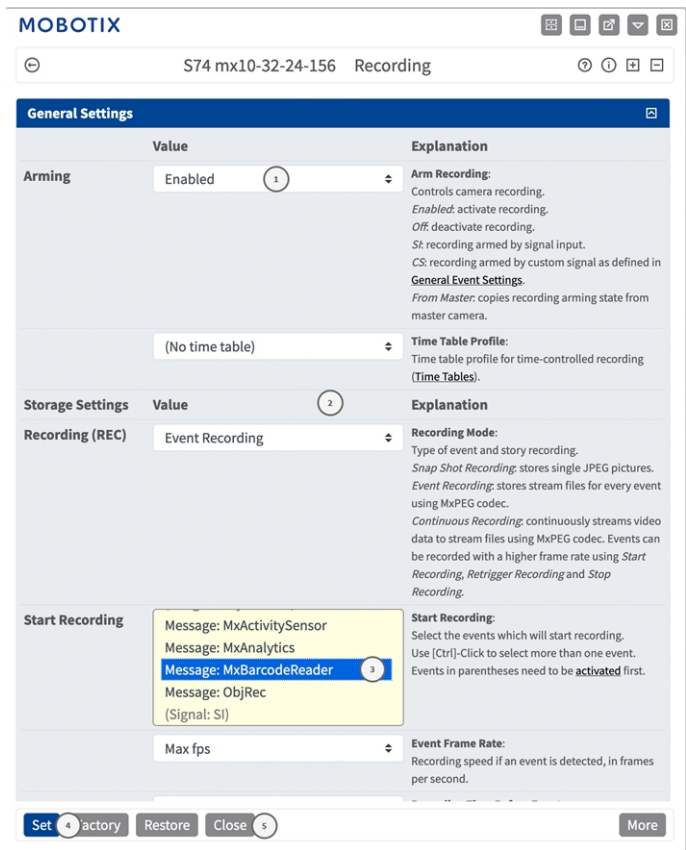 MOBOTIX
S74 mx10-32-24-156 Recording
General Settings
Value Explanation
Arming
Enabled
1
Arm Recording:
Controls camera recording.
Enabled: activate recording.
Off: deactivate recording.
SI: recording armed by signal input.
CS: recording armed by custom signal as defined in
General Event Settings.
From Master: copies recording arming state from
master camera.
(No time table)
Time Table Profile:
Time table profile for time-controlled recording
(Time Tables).
Storage Settings Value 2 Explanation
Recording (REC)
Event Recording
Recording Mode:
Type of event and story recording.
Snap Shot Recording: stores single JPEG pictures.
Event Recording: stores stream files for every event
using MxPEG codec.
Continuous Recording: continuously streams video
data to stream files using MxPEG codec. Events can
be recorded with a higher frame rate using Start
Recording, Retrigger Recording and Stop
Recording.
Start Recording
Message: MxActivitySensor
Message: MxAnalytics
Message: MxBarcodeReader 3
Message: ObjRec
(Signal: SI)
Start Recording:
Select the events which will start recording.
Use [Ctrl]-Click to select more than one event.
Events in parentheses need to be activated first.
Max fps
Event Frame Rate:
Recording speed if an event is detected, in frames
per second.
Set 4 actory Restore Close 5 More